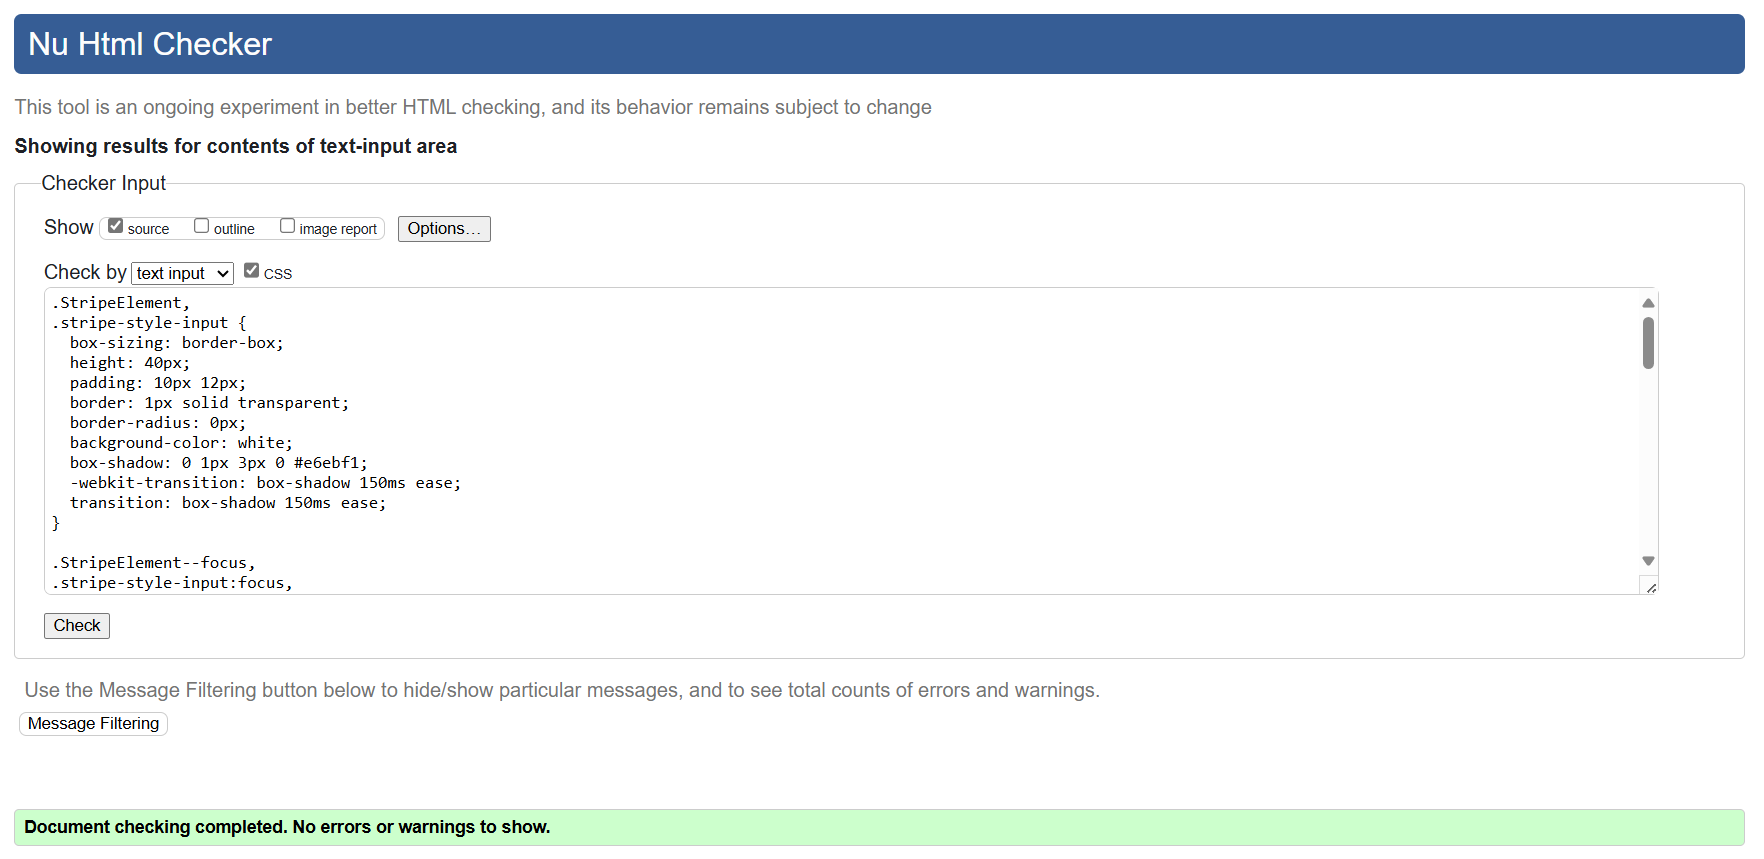 Nu Html Checker
This tool is an ongoing experiment in better HTML checking, and its behavior remains subject to change
Showing results for contents of text-input area
Checker Input
Show source outline image report Options...
Check by text input CSS
.StripeElement,
.stripe-style-input {
  box-sizing: border-box;
  height: 40px;
  padding: 10px 12px;
  border: 1px solid transparent;
  border-radius: 0px;
  background-color: white;
  box-shadow: 0 1px 3px 0 #e6ebf1;
  -webkit-transition: box-shadow 150ms ease;
  transition: box-shadow 150ms ease;
}
.StripeElement--focus,
.stripe-style-input:focus,
Check
Use the Message Filtering button below to hide/show particular messages, and to see total counts of errors and warnings.
Message Filtering
Document checking completed. No errors or warnings to show.